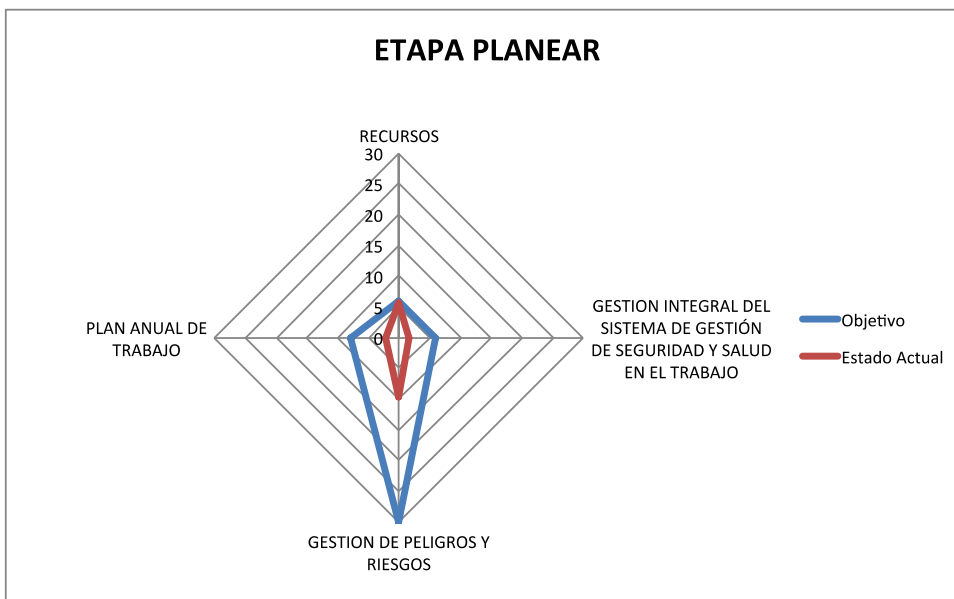 ETAPA PLANEAR
RECURSOS
30
25
20
15
10
5
0
PLAN ANUAL DE
TRABAJO
GESTION INTEGRAL DEL
SISTEMA DE GESTIÓN
DE SEGURIDAD Y SALUD
EN EL TRABAJO
Objetivo
Estado Actual
GESTION DE PELIGROS Y
RIESGOS